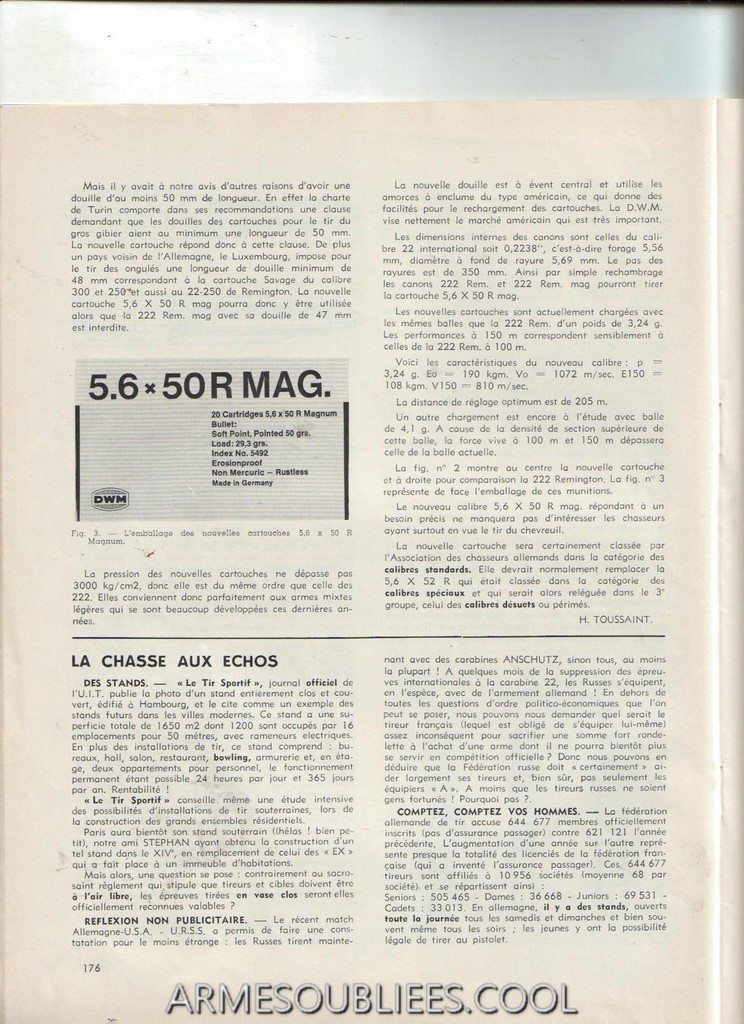 Mais il y avait à notre avis d'autres raisons d'avoir une
douille d'au moins 50 mm de longueur. En effet la charte
de Turin comporte dans ses recommandations une clause
demandant que les douilles des cartouches pour le tir du
gros gibier aient au minimum une longueur de 50 mm.
La nouvelle cartouche répond donc à cette clause. De plus
un pays voisin de l'Allemagne, le Luxembourg, impose pour
le tir des ongulés une longueur de douille minimum de
48 mm correspondant à la cartouche Savage du calibre
300 et 250 et aussi au 22-250 de Remington. La nouvelle
cartouche 5,6 X 50 R mag pourra donc y être utilisée
alors que la 222 Rem. mag avec sa douille de 47 mm
est interdite.
5.6 x 50 R MAG.
20 Cartridges 5,6 x 50 R Magnum
Bullet:
Soft Point, Pointed 50 grs.
Load: 29,3 grs.
Index No. 5492
Erosionproof
Non Mercuric – Rustless
Made in Germany
DWM
Fig. 3. — L'emballage des nouvelles cartouches 5,6 x 50 R
Magnum.
La pression des nouvelles cartouches ne dépasse pas
3000 kg/cm2, donc elle est du même ordre que celle des
222. Elles conviennent donc parfaitement aux armes mixtes
légères qui se sont beaucoup développées ces dernières an-
nées.
La nouvelle douille est à évent central et utilise les
amorces à enclume du type américain, ce qui donne des
facilités pour le rechargement des cartouches. La D.W.M.
vise nettement le marché américain qui est très important.
Les dimensions internes des canons sont celles du cali-
bre 22 international soit 0,2238", c'est-à-dire forage 5,56
mm, diamètre à fond de rayure 5,69 mm. Le pas des
rayures est de 350 mm. Ainsi par simple rechambrage
les canons 222 Rem. et 222 Rem. mag pourront tirer
la cartouche 5,6 X 50 R mag.
Les nouvelles cartouches sont actuellement chargées avec
les mêmes balles que la 222 Rem. d'un poids de 3,24 g.
Les performances à 150 m correspondent sensiblement à
celles de la 222 Rem. à 100 m.
Voici les caractéristiques du nouveau calibre : p =
3,24 g. Eo = 190 kgm. Vo = 1072 m/sec. E150 =
108 kgm. V150 = 810 m/sec.
La distance de réglage optimum est de 205 m.
Un autre chargement est encore à l'étude avec balle
de 4,1 g. A cause de la densité de section supérieure de
cette balle, la force vive à 100 m et 150 m dépassera
celle de la balle actuelle.
La fig. n° 2 montre au centre la nouvelle cartouche
et à droite pour comparaison la 222 Remington. La fig. n° 3
représente de face l'emballage de ces munitions.
Le nouveau calibre 5,6 X 50 R mag. répondant à un
besoin précis ne manquera pas d'intéresser les chasseurs
ayant surtout en vue le tir du chevreuil.
La nouvelle cartouche sera certainement classée par
l'Association des chasseurs allemands dans la catégorie des
calibres standards. Elle devrait normalement remplacer la
5,6 X 52 R qui était classée dans la catégorie des
calibres spéciaux et qui serait alors reléguée dans le 3e
groupe, celui des calibres désuets ou périmés.
H. TOUSSAINT.
LA CHASSE AUX ECHOS
DES STANDS. — « Le Tir Sportif », journal officiel de
l'U.I.T. publie la photo d'un stand entièrement clos et cou-
vert, édifié à Hambourg, et le cite comme un exemple des
stands futurs dans les villes modernes. Ce stand a une su-
perficie totale de 1650 m2 dont 1200 sont occupés par 16
emplacements pour 50 mètres, avec rameneurs électriques.
En plus des installations de tir, ce stand comprend : bu-
reaux, hall, salon, restaurant, bowling, armurerie et, en éta-
ge, deux appartements pour personnel, le fonctionnement
permanent étant possible 24 heures par jour et 365 jours
par an. Rentabilité !
« Le Tir Sportif » conseille même une étude intensive
des possibilités d'installations de tir souterraines, lors de
la construction des grands ensembles résidentiels.
Paris aura bientôt son stand souterrain ((hélas ! bien pe-
tit), notre ami STEPHAN ayant obtenu la construction d'un
tel stand dans le XIVe, en remplacement de celui des « EX »
qui a fait place à un immeuble d'habitations.
Mais alors, une question se pose : contrairement au sacro-
saint règlement qui stipule que tireurs et cibles doivent être
à l'air libre, les épreuves tirées en vase clos seront elles
officiellement reconnues valables ?
REFLEXION NON PUBLICITAIRE. — Le récent match
Allemagne-U.S.A. - U.R.S.S. a permis de faire une cons-
tatation pour le moins étrange : les Russes tirent mainte-
nant avec des carabines ANSCHUTZ, sinon tous, au moins
la plupart ! A quelques mois de la suppression des épreu-
ves internationales à la carabine 22, les Russes s'équipent,
en l'espèce, avec de l'armement allemand ! En dehors de
toutes les questions d'ordre politico-économiques que l'on
peut se poser, nous pouvons nous demander quel serait le
tireur français (lequel est obligé de s'équiper lui-même)
assez inconséquent pour sacrifier une somme fort ronde-
lette à l'achat d'une arme dont il ne pourra bientôt plus
se servir en compétition officielle ? Donc nous pouvons en
déduire que la Fédération russe doit « certainement » ai-
der largement ses tireurs et, bien sûr, pas seulement les
équipiers « A ». A moins que les tireurs russes ne soient
gens fortunés ! Pourquoi pas ?.
COMPTEZ, COMPTEZ VOS HOMMES. — La fédération
allemande de tir accuse 644 677 membres officiellement
inscrits (pas d'assurance passager) contre 621 121 l'année
précédente. L'augmentation d'une année sur l'autre repré-
sente presque la totalité des licenciés de la fédération fran-
çaise (qui a inventé l'assurance passager). Ces 644 677
tireurs sont affiliés à 10 956 sociétés (moyenne 68 par
société) et se répartissent ainsi :
Seniors : 505 465 - Dames : 36 668 - Juniors : 69 531 -
Cadets : 33 013. En allemagne, il y a des stands, ouverts
toute la journée tous les samedis et dimanches et bien sou-
vent même tous les soirs ; les jeunes y ont la possibilité
légale de tirer au pistolet.
176
ARMESOUBLIEES.COOL